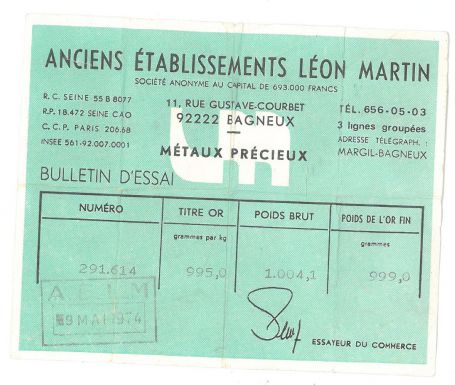 ANCIENS ÉTABLISSEMENTS LÉON MARTIN
SOCIÉTÉ ANONYME AU CAPITAL DE 693.000 FRANCS
R. C. SEINE 55 B 8077
R.P. 18.472 SEINE CAO
C. C. P. PARIS 206.68
INSEE 561-92.007.0001
11, RUE GUSTAVE-COURBET
92222 BAGNEUX
MÉTAUX PRÉCIEUX
TÉL. 656-05-03
3 lignes groupées
ADRESSE TÉLÉGRAPH. :
MARGIL-BAGNEUX
BULLETIN D'ESSAI
NUMÉRO TITRE OR POIDS BRUT POIDS DE L'OR FIN
grammes par kg grammes
291.614 995,0 1.004,1 999,0
A L M
9 MAI 1974
ESSAYEUR DU COMMERCE